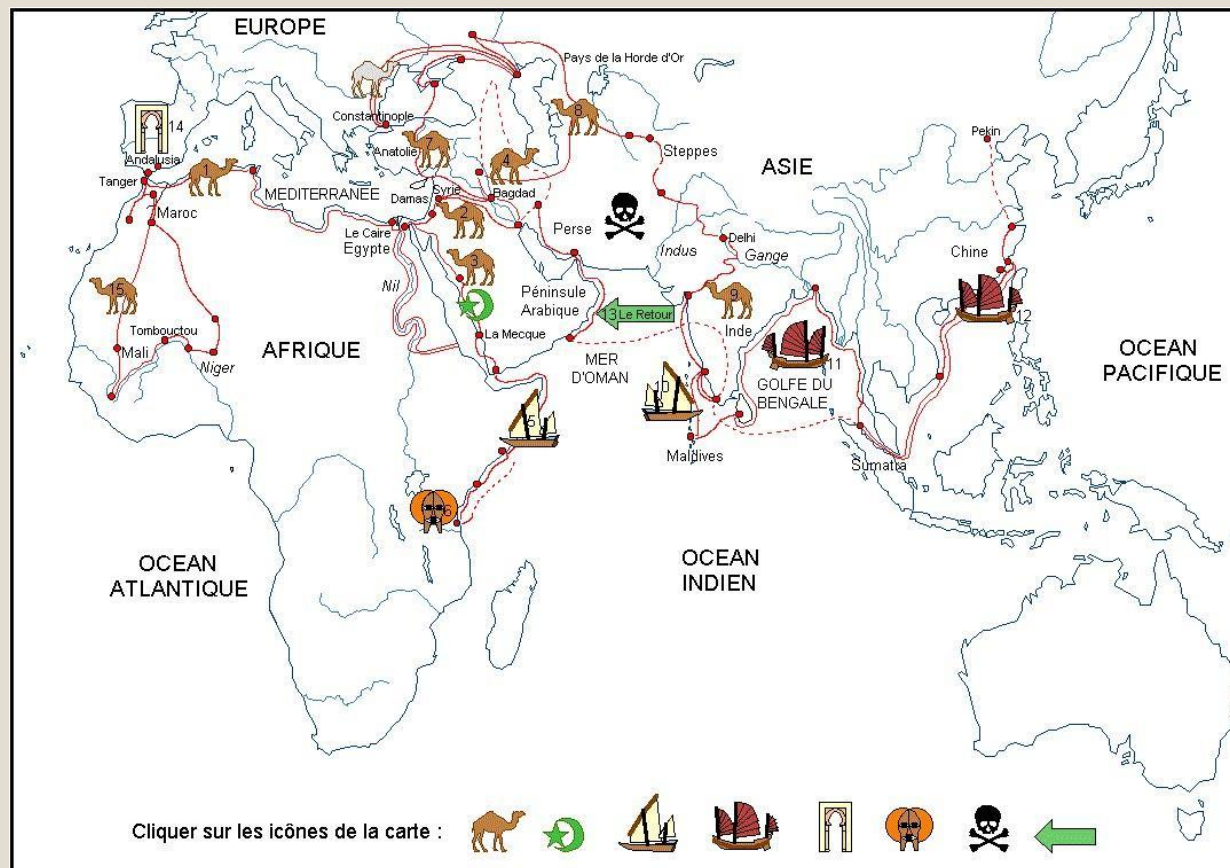 EUROPE
Pays de la Horde d'Or
8
14
Constantinople
Pekin
Andalusia
Anatolie
7
4
Steppes
ASIE
1
Tanger
MEDITERRANEE
Syrie
Bagdad
Damas
Maroc
2
Le Caire
Egypte
Perse
Indus
Delhi
Gange
Chine
3
15
Nil
Péninsule
Arabique
13 Le Retour
9
12
Tombouctou
Inde
La Mecque
AFRIQUE
Mali
Niger
MER
D'OMAN
10
11
GOLFE DU
BENGALE
OCEAN
PACIFIQUE
5
Maldives
Sumatra
6
OCEAN
ATLANTIQUE
OCEAN
INDIEN
Cliquer sur les icônes de la carte :